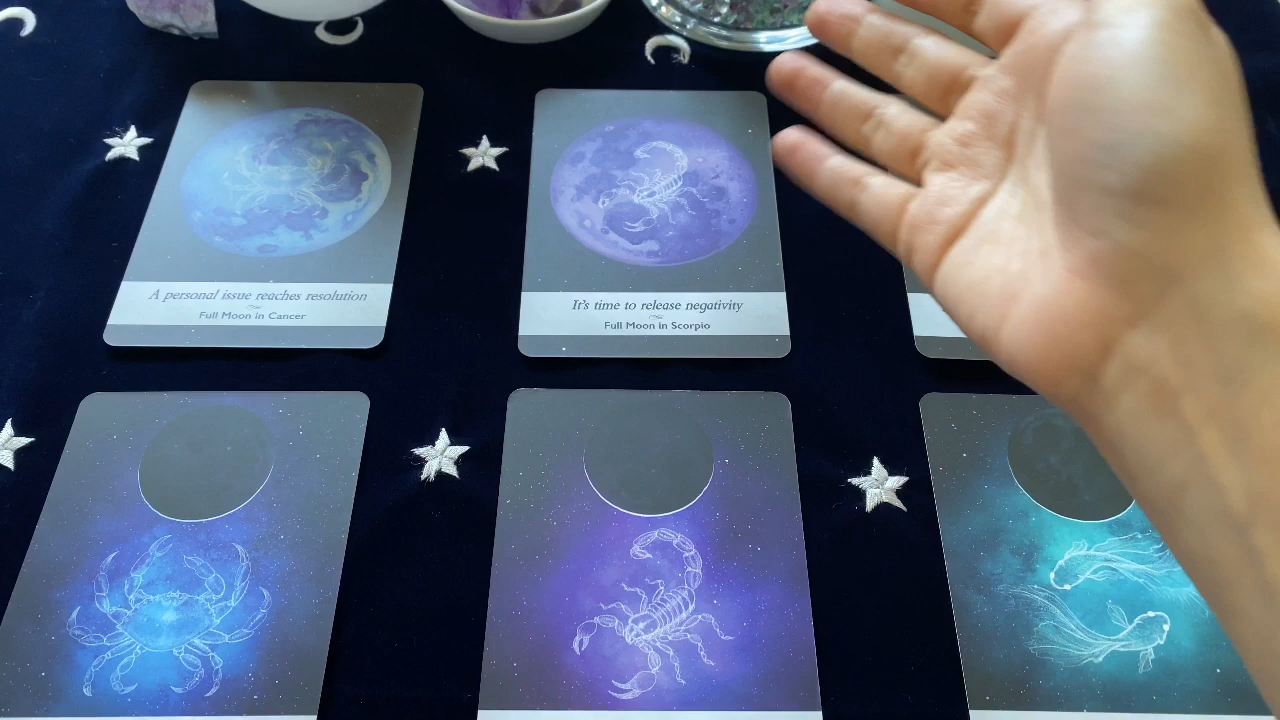 A personal issue reaches resolution
Full Moon in Cancer
It's time to release negativity
Full Moon in Scorpio